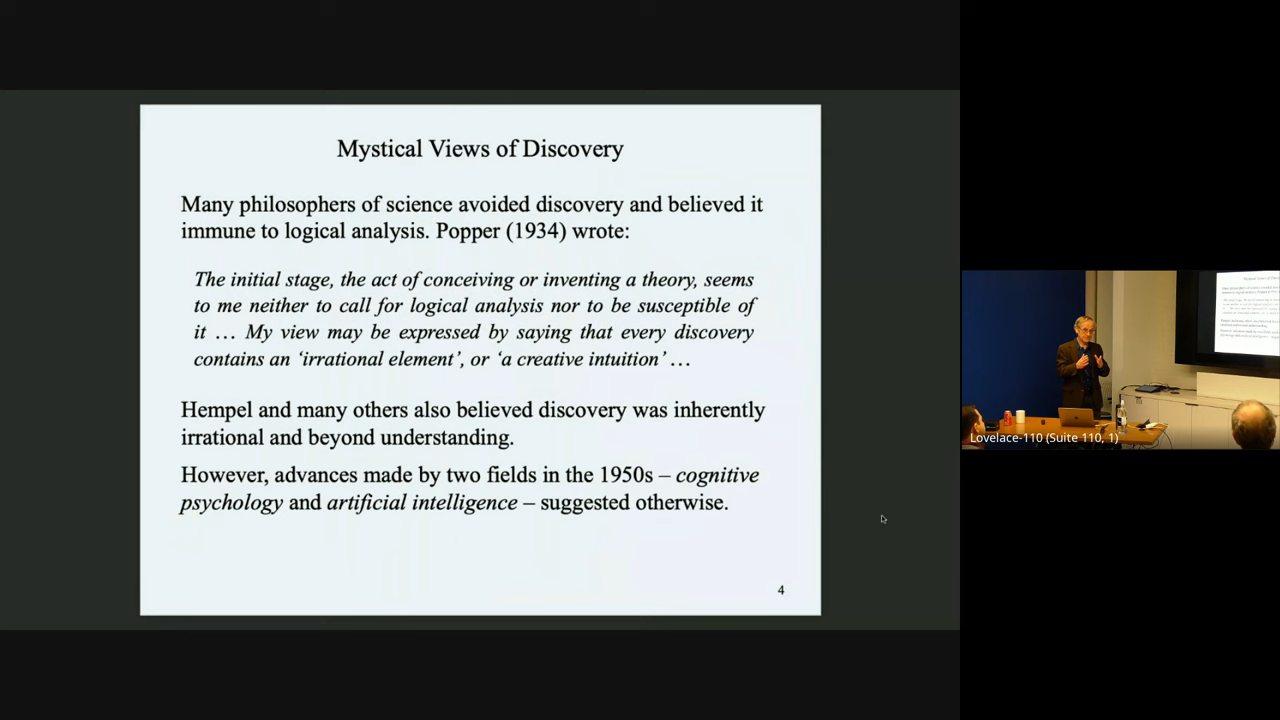 Mystical Views of Discovery
Many philosophers of science avoided discovery and believed it
immune to logical analysis. Popper (1934) wrote:
The initial stage, the act of conceiving or inventing a theory, seems
to me neither to call for logical analysis nor to be susceptible of
it … My view may be expressed by saying that every discovery
contains an ‘irrational element’, or ‘a creative intuition’ …
Hempel and many others also believed discovery was inherently
irrational and beyond understanding.
However, advances made by two fields in the 1950s – cognitive
psychology and artificial intelligence – suggested otherwise.
4
Lovelace-110 (Suite 110, 1)